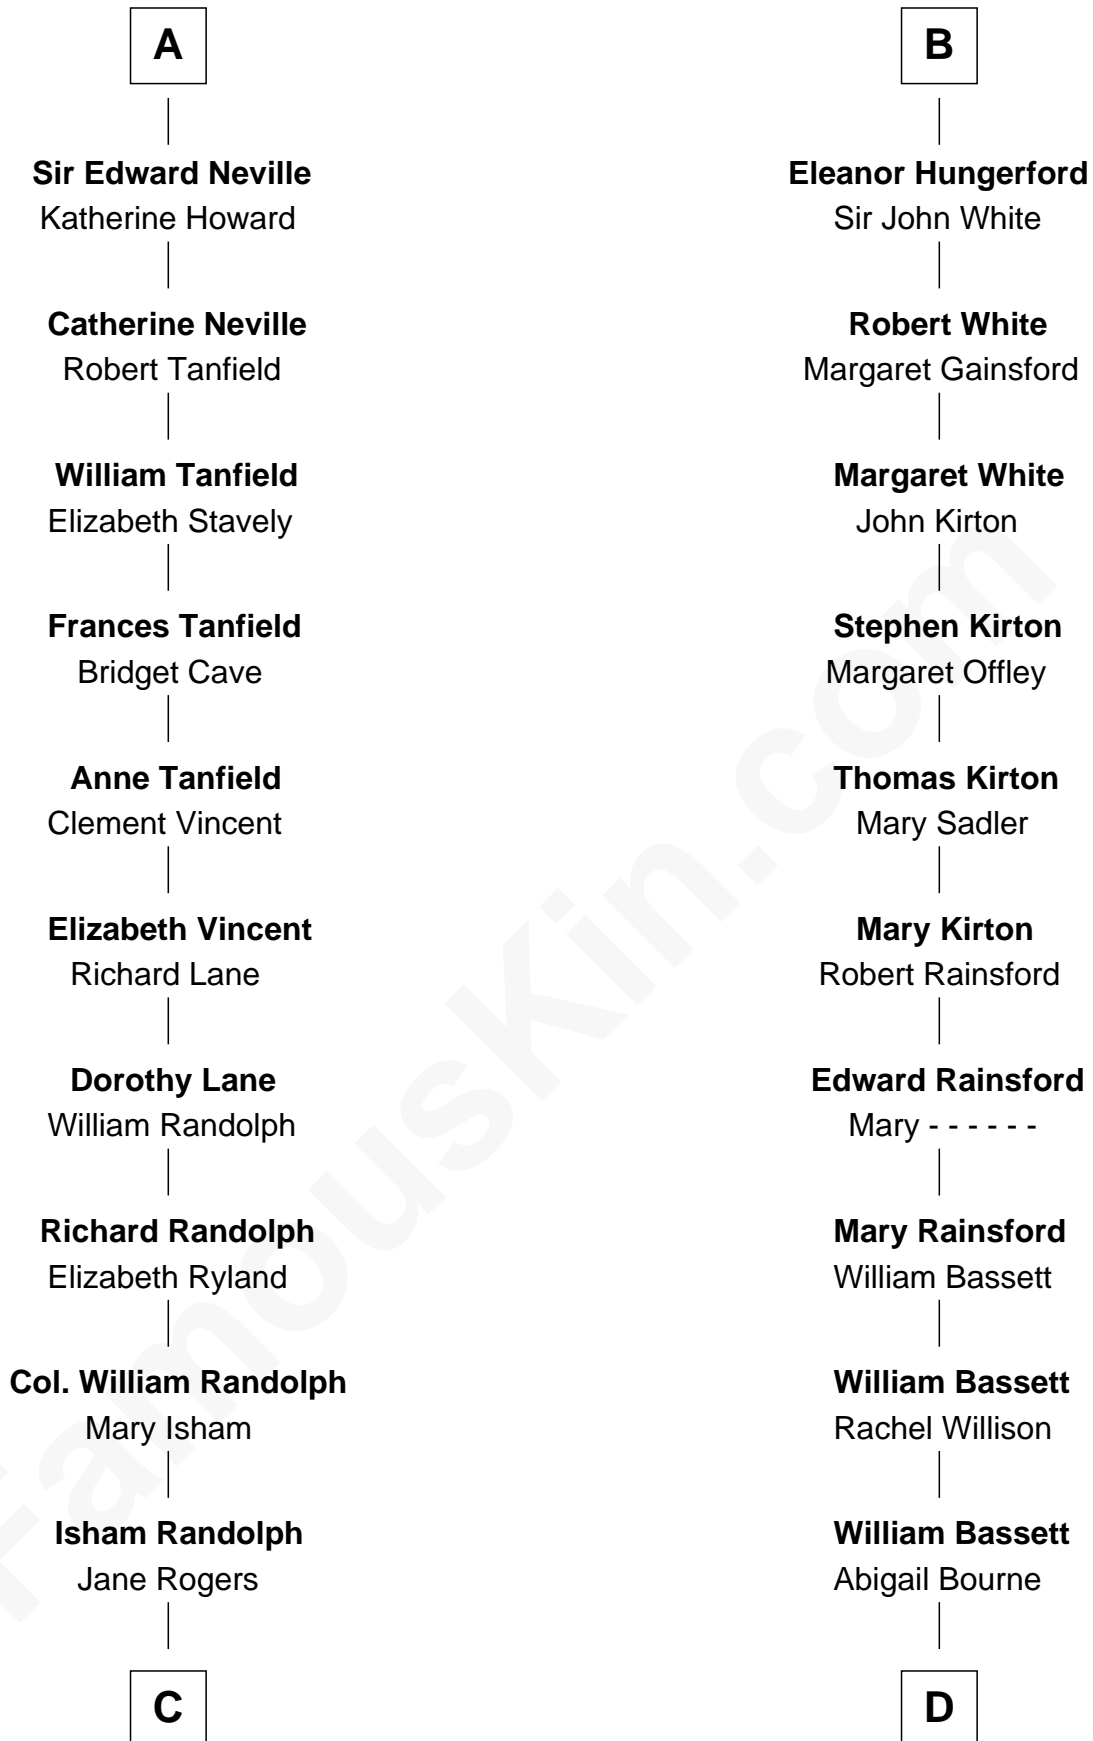 A
Sir Edward Neville
Katherine Howard
Catherine Neville
Robert Tanfield
William Tanfield
Elizabeth Stavely
Frances Tanfield
Bridget Cave
Anne Tanfield
Clement Vincent
Elizabeth Vincent
Richard Lane
Dorothy Lane
William Randolph
Richard Randolph
Elizabeth Ryland
Col. William Randolph
Mary Isham
Isham Randolph
Jane Rogers
C
B
Eleanor Hungerford
Sir John White
Robert White
Margaret Gainsford
Margaret White
John Kirton
Stephen Kirton
Margaret Offley
Thomas Kirton
Mary Sadler
Mary Kirton
Robert Rainsford
Edward Rainsford
Mary - - - - - -
Mary Rainsford
William Bassett
William Bassett
Rachel Willison
William Bassett
Abigail Bourne
D
FamousKin.com